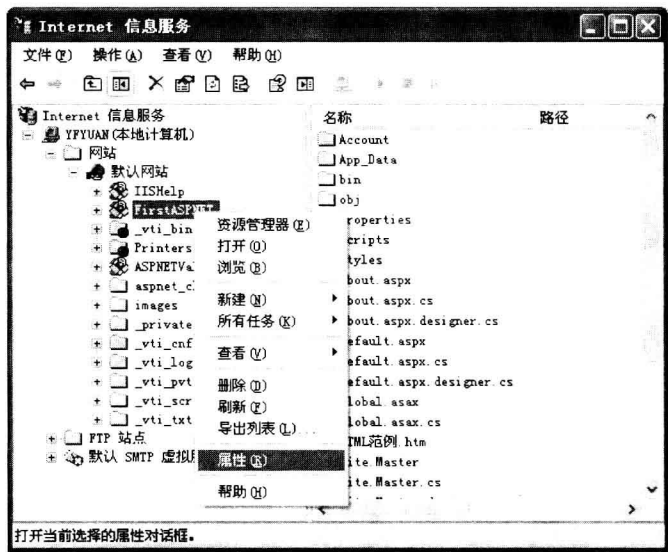 Internet 信息服务
文件(F) 操作(A) 查看(V) 帮助(H)
Internet 信息服务
YFYUAN(本地计算机)
网站
默认网站
IISHelp
FirstASPNET
_vti_bin
Printers
ASPNETVa
aspnet_cl
images
_private
_vti_cnf
_vti_log
_vti_pvt
_vti_scr
_vti_txt
FTP 站点
默认 SMTP 虚拟
资源管理器(E)
打开(O)
浏览(B)
新建(N)
所有任务(K)
查看(V)
删除(D)
刷新(F)
导出列表(L)...
属性(R)
帮助(H)
名称 路径
Account
App_Data
bin
obj
roperties
cripts
tyles
bout.aspx
bout.aspx.cs
bout.aspx.designer.cs
efault.aspx
efault.aspx.cs
efault.aspx.designer.cs
lobal.asax
lobal.asax.cs
TML范例.htm
ite.Master
ite.Master.cs
打开当前选择的属性对话框。